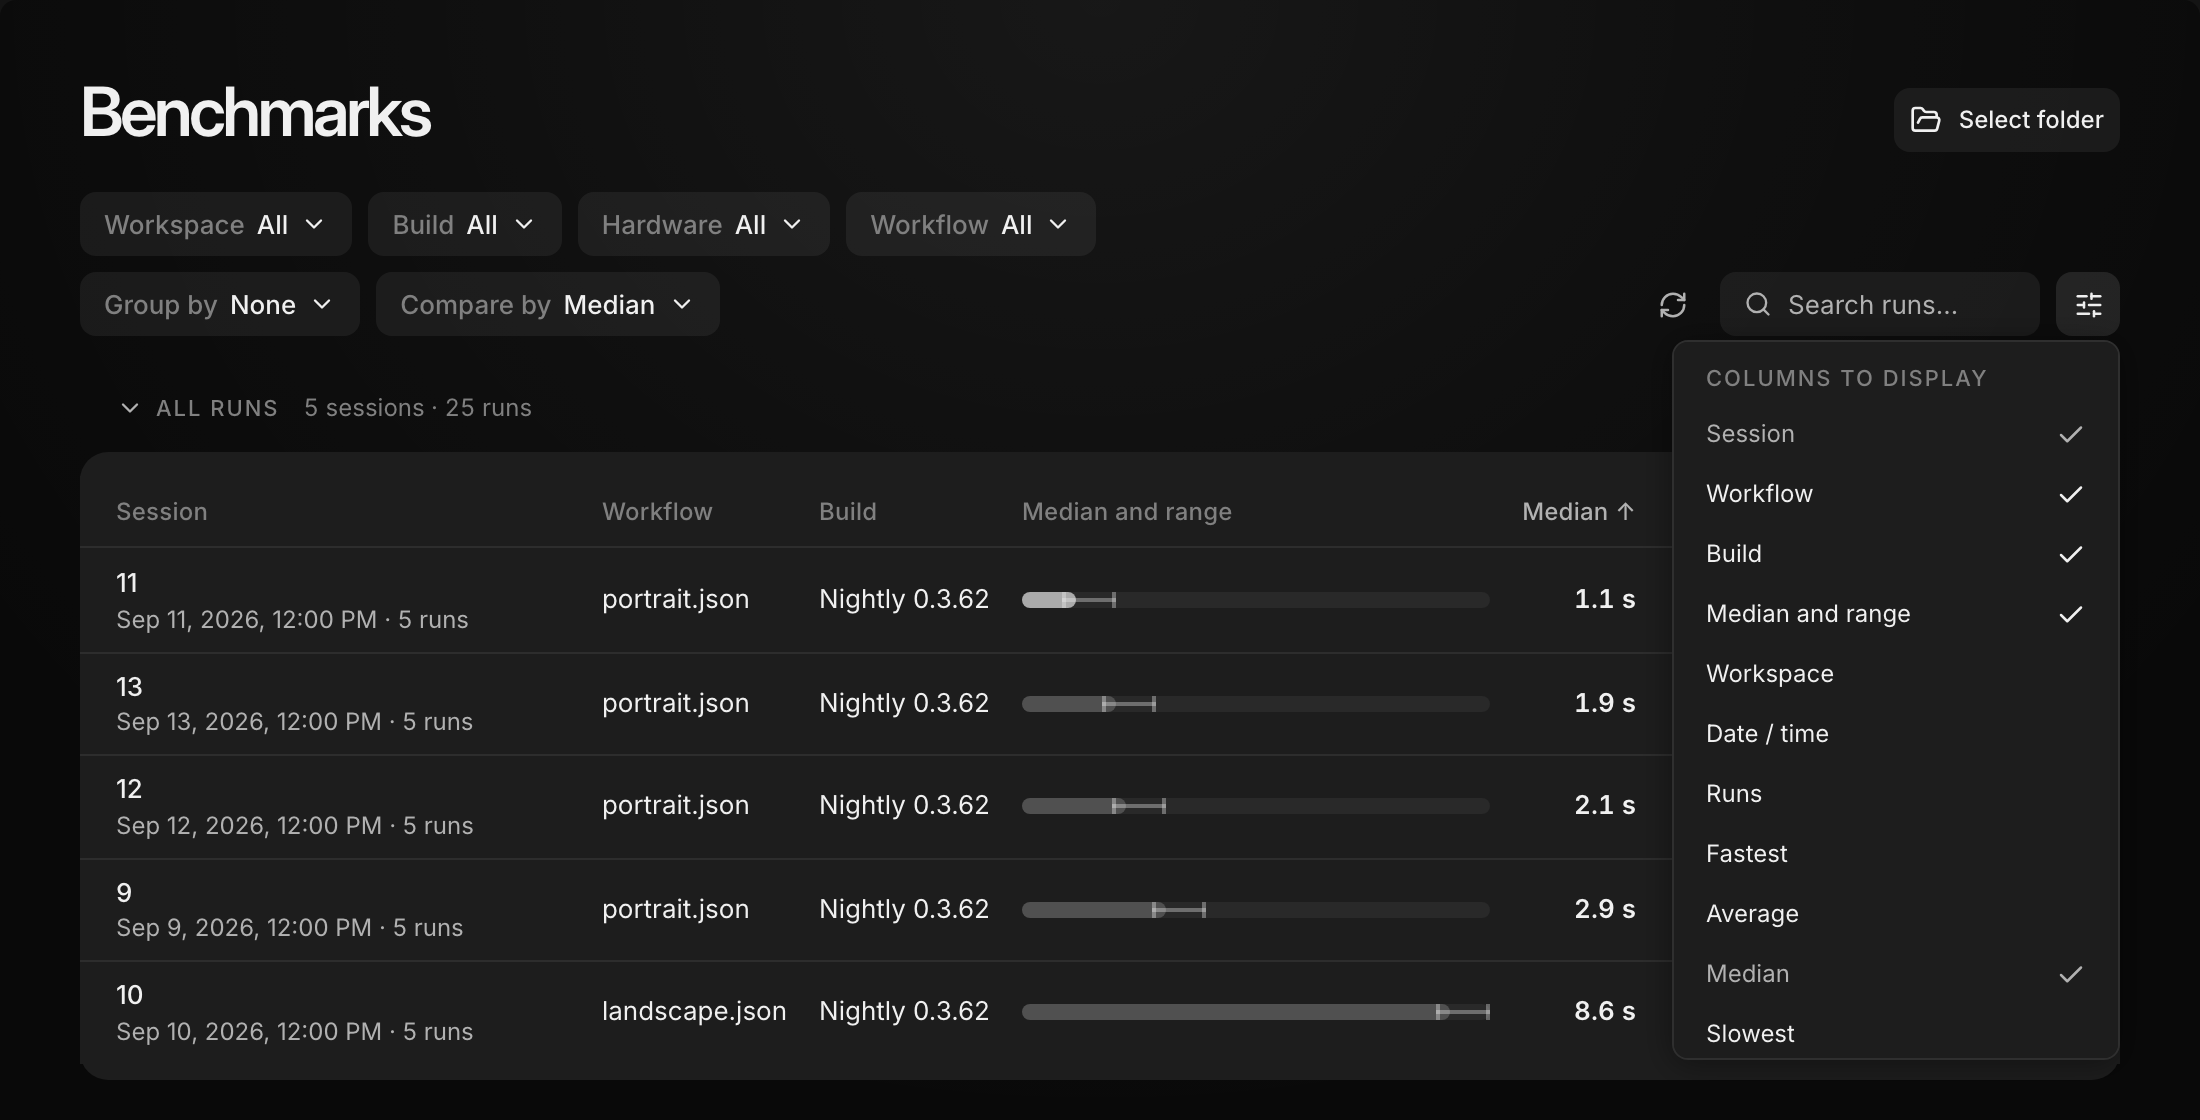 Benchmarks
Select folder
Workspace All
Build All
Hardware All
Workflow All
Group by None
Compare by Median
Search runs...
ALL RUNS 5 sessions · 25 runs
Session Workflow Build Median and range Median ↑
11
Sep 11, 2026, 12:00 PM · 5 runs
portrait.json Nightly 0.3.62 1.1 s
13
Sep 13, 2026, 12:00 PM · 5 runs
portrait.json Nightly 0.3.62 1.9 s
12
Sep 12, 2026, 12:00 PM · 5 runs
portrait.json Nightly 0.3.62 2.1 s
9
Sep 9, 2026, 12:00 PM · 5 runs
portrait.json Nightly 0.3.62 2.9 s
10
Sep 10, 2026, 12:00 PM · 5 runs
landscape.json Nightly 0.3.62 8.6 s
COLUMNS TO DISPLAY
Session
Workflow
Build
Median and range
Workspace
Date / time
Runs
Fastest
Average
Median
Slowest